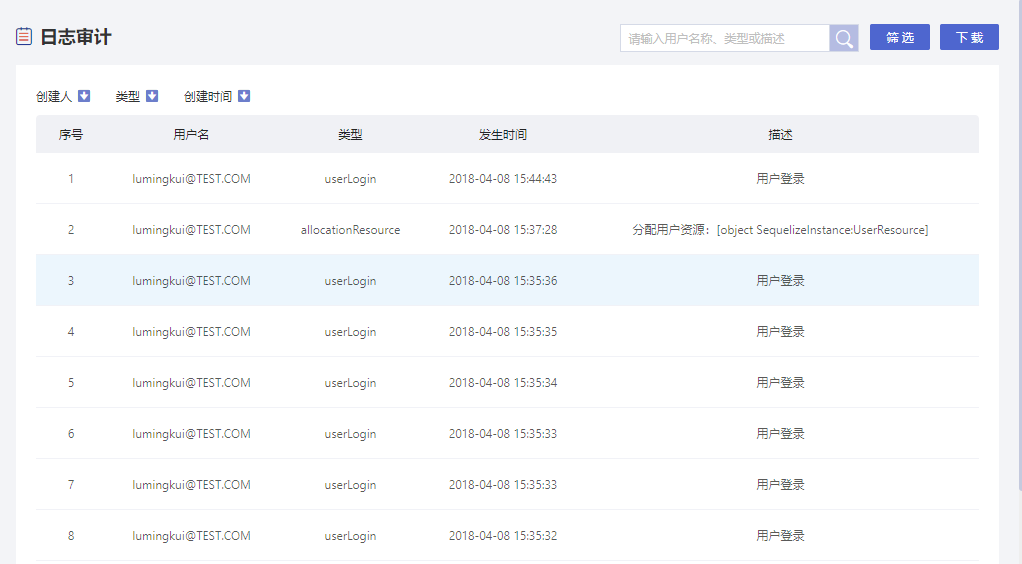 日志审计
请输入用户名称、类型或描述 筛 选 下 载
创建人 类型 创建时间
序号 用户名 类型 发生时间 描述
1 lumingkui@TEST.COM userLogin 2018-04-08 15:44:43 用户登录
2 lumingkui@TEST.COM allocationResource 2018-04-08 15:37:28 分配用户资源：[object SequelizeInstance:UserResource]
3 lumingkui@TEST.COM userLogin 2018-04-08 15:35:36 用户登录
4 lumingkui@TEST.COM userLogin 2018-04-08 15:35:35 用户登录
5 lumingkui@TEST.COM userLogin 2018-04-08 15:35:34 用户登录
6 lumingkui@TEST.COM userLogin 2018-04-08 15:35:33 用户登录
7 lumingkui@TEST.COM userLogin 2018-04-08 15:35:33 用户登录
8 lumingkui@TEST.COM userLogin 2018-04-08 15:35:32 用户登录